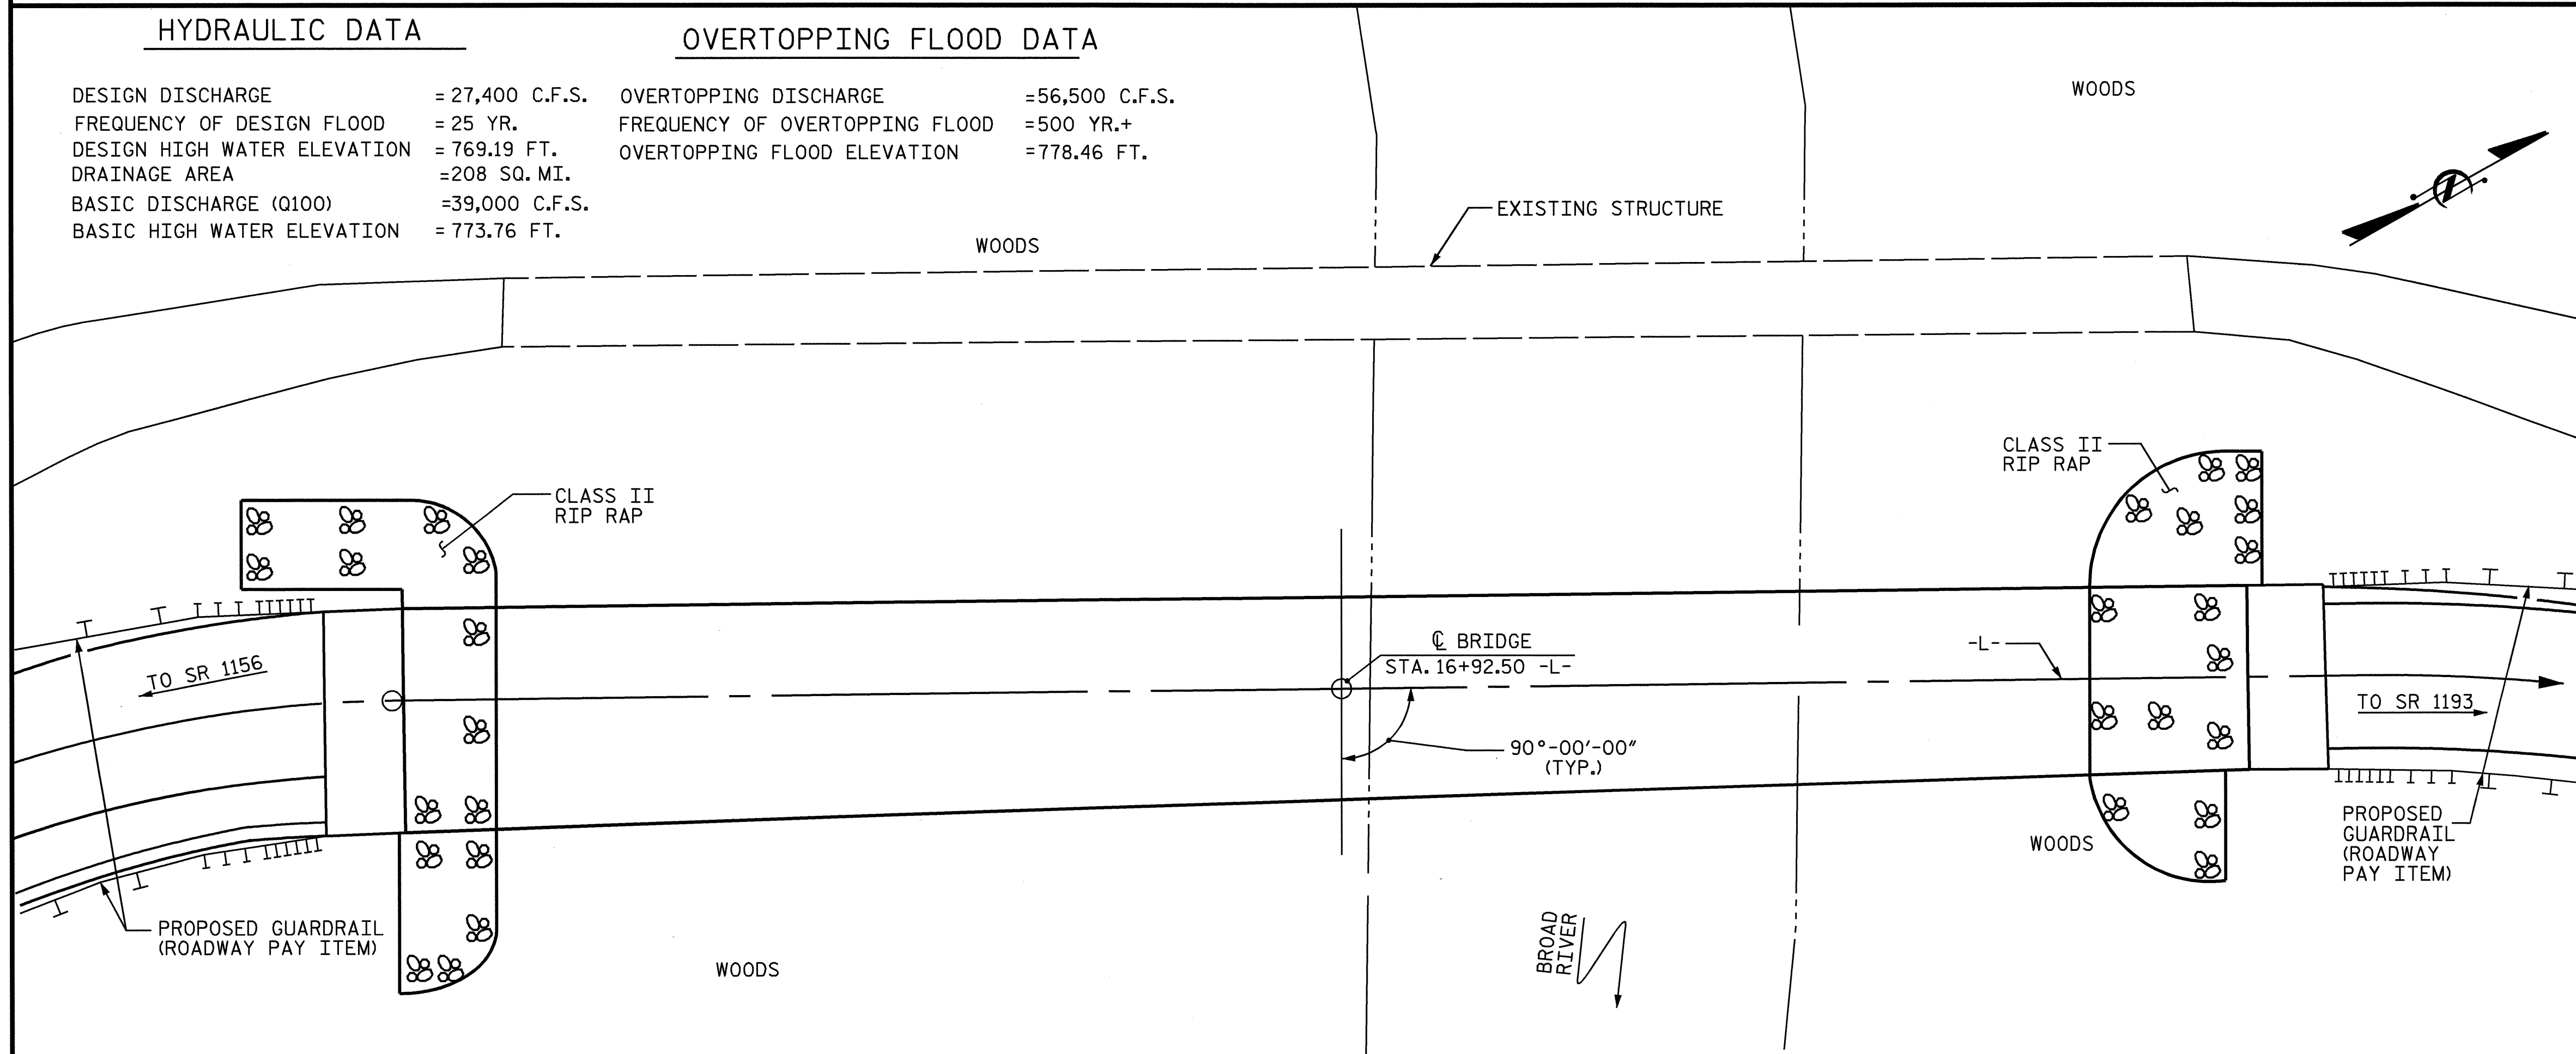 HYDRAULIC DATA
DESIGN DISCHARGE = 27,400 C.F.S.
FREQUENCY OF DESIGN FLOOD = 25 YR.
DESIGN HIGH WATER ELEVATION = 769.19 FT.
DRAINAGE AREA =208 SQ. MI.
BASIC DISCHARGE (Q100) =39,000 C.F.S.
BASIC HIGH WATER ELEVATION = 773.76 FT.
OVERTOPPING FLOOD DATA
OVERTOPPING DISCHARGE =56,500 C.F.S.
FREQUENCY OF OVERTOPPING FLOOD =500 YR.+
OVERTOPPING FLOOD ELEVATION =778.46 FT.
WOODS
EXISTING STRUCTURE
WOODS
CLASS II
RIP RAP
CLASS II
RIP RAP
TO SR 1156
℄ BRIDGE
STA. 16+92.50 -L-
-L-
TO SR 1193
90°-00'-00"
(TYP.)
PROPOSED
GUARDRAIL
(ROADWAY
PAY ITEM)
WOODS
PROPOSED GUARDRAIL
(ROADWAY PAY ITEM)
WOODS
BROAD
RIVER